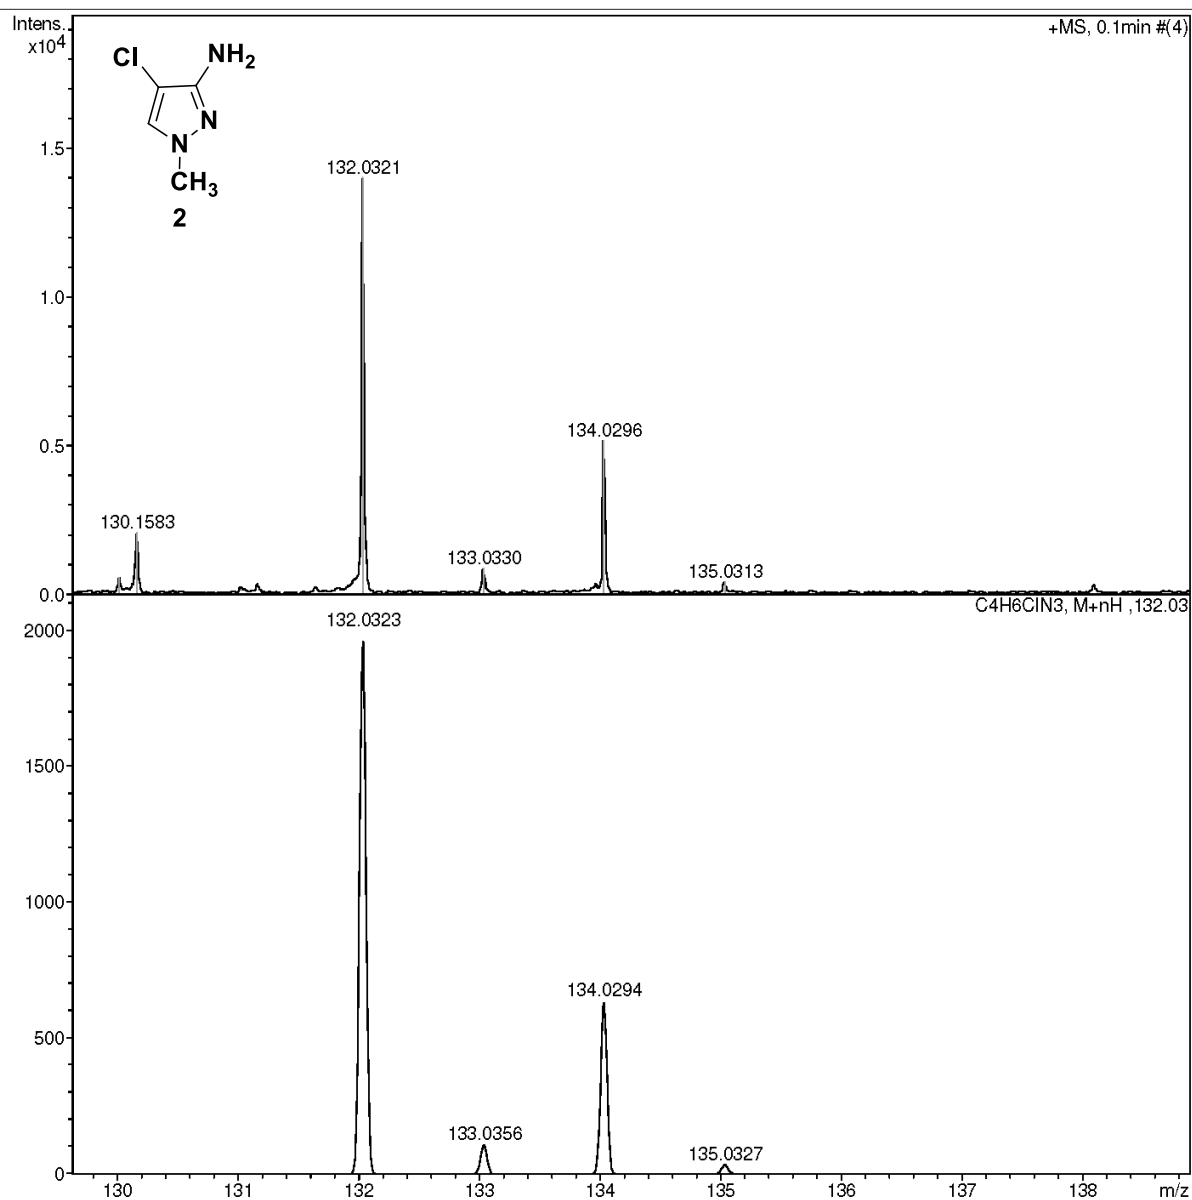 Intens.
x10⁴
+MS, 0.1min #(4)
Cl
NH₂
N
N
CH₃
2
1.5
132.0321
1.0
0.5
134.0296
130.1583
133.0330
135.0313
0.0
C4H6ClN3, M+nH ,132.03
132.0323
2000
1500
1000
134.0294
500
133.0356
135.0327
0
130 131 132 133 134 135 136 137 138 m/z